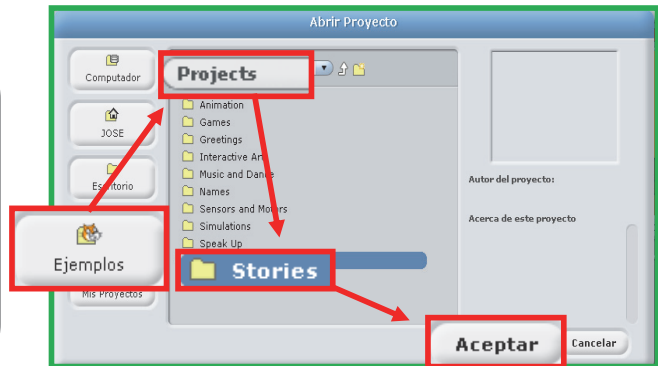 Abrir Proyecto
Computador
JOSE
Escritorio
Ejemplos
Mis Proyectos
Projects
Animation
Games
Greetings
Interactive Art
Music and Dance
Names
Sensors and Motors
Simulations
Speak Up
Stories
Autor del proyecto:
Acerca de este proyecto
Aceptar
Cancelar